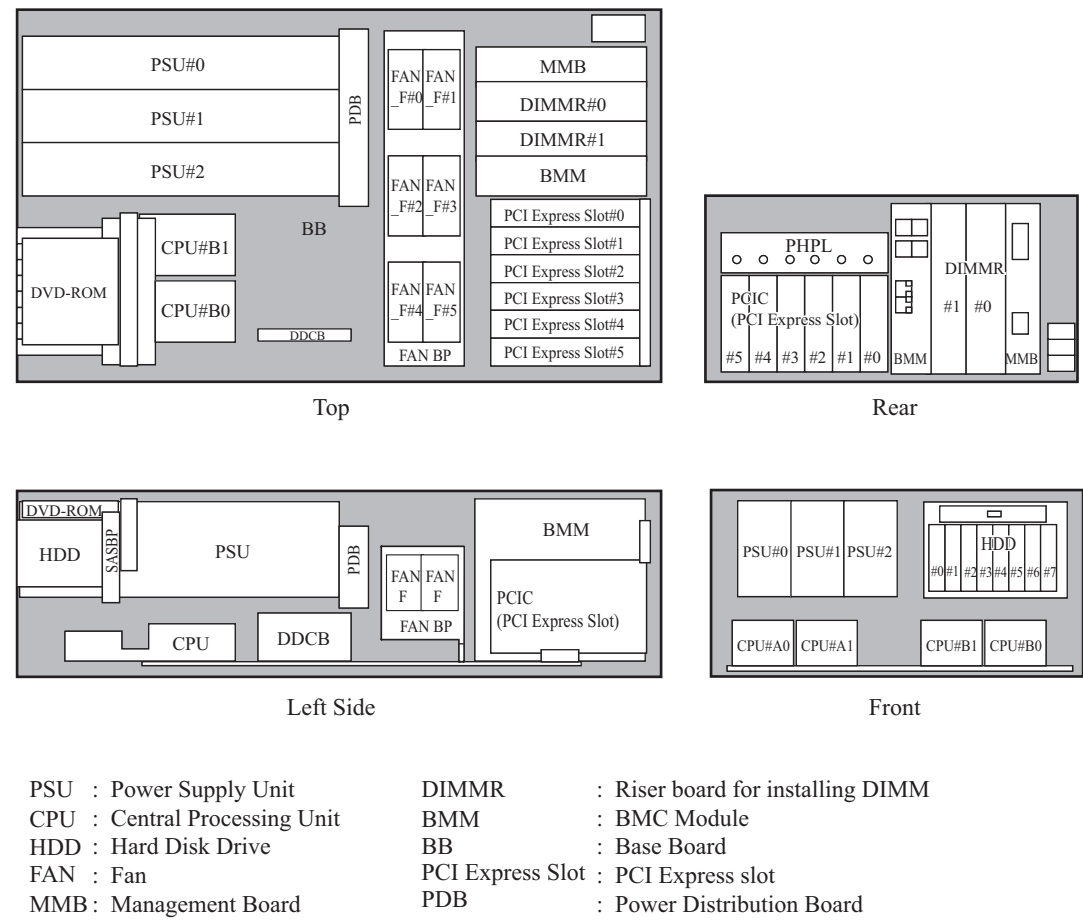 PSU#0
PSU#1
PSU#2
PDB
FAN _F#0
FAN _F#1
FAN _F#2
FAN _F#3
FAN _F#4
FAN _F#5
FAN BP
MMB
DIMMR#0
DIMMR#1
BMM
PCI Express Slot#0
PCI Express Slot#1
PCI Express Slot#2
PCI Express Slot#3
PCI Express Slot#4
PCI Express Slot#5
BB
CPU#B1
CPU#B0
DVD-ROM
DDCB
Top
PHPL
PCIC
(PCI Express Slot)
#5 #4 #3 #2 #1 #0
BMM
DIMMR
#1 #0
MMB
Rear
DVD-ROM
HDD
SASBP
PSU
PDB
FAN F
FAN F
FAN BP
BMM
PCIC
(PCI Express Slot)
CPU
DDCB
Left Side
PSU#0 PSU#1 PSU#2
HDD
#0 #1 #2 #3 #4 #5 #6 #7
CPU#A0 CPU#A1 CPU#B1 CPU#B0
Front
PSU : Power Supply Unit
CPU : Central Processing Unit
HDD : Hard Disk Drive
FAN : Fan
MMB : Management Board
DIMMR : Riser board for installing DIMM
BMM : BMC Module
BB : Base Board
PCI Express Slot : PCI Express slot
PDB : Power Distribution Board